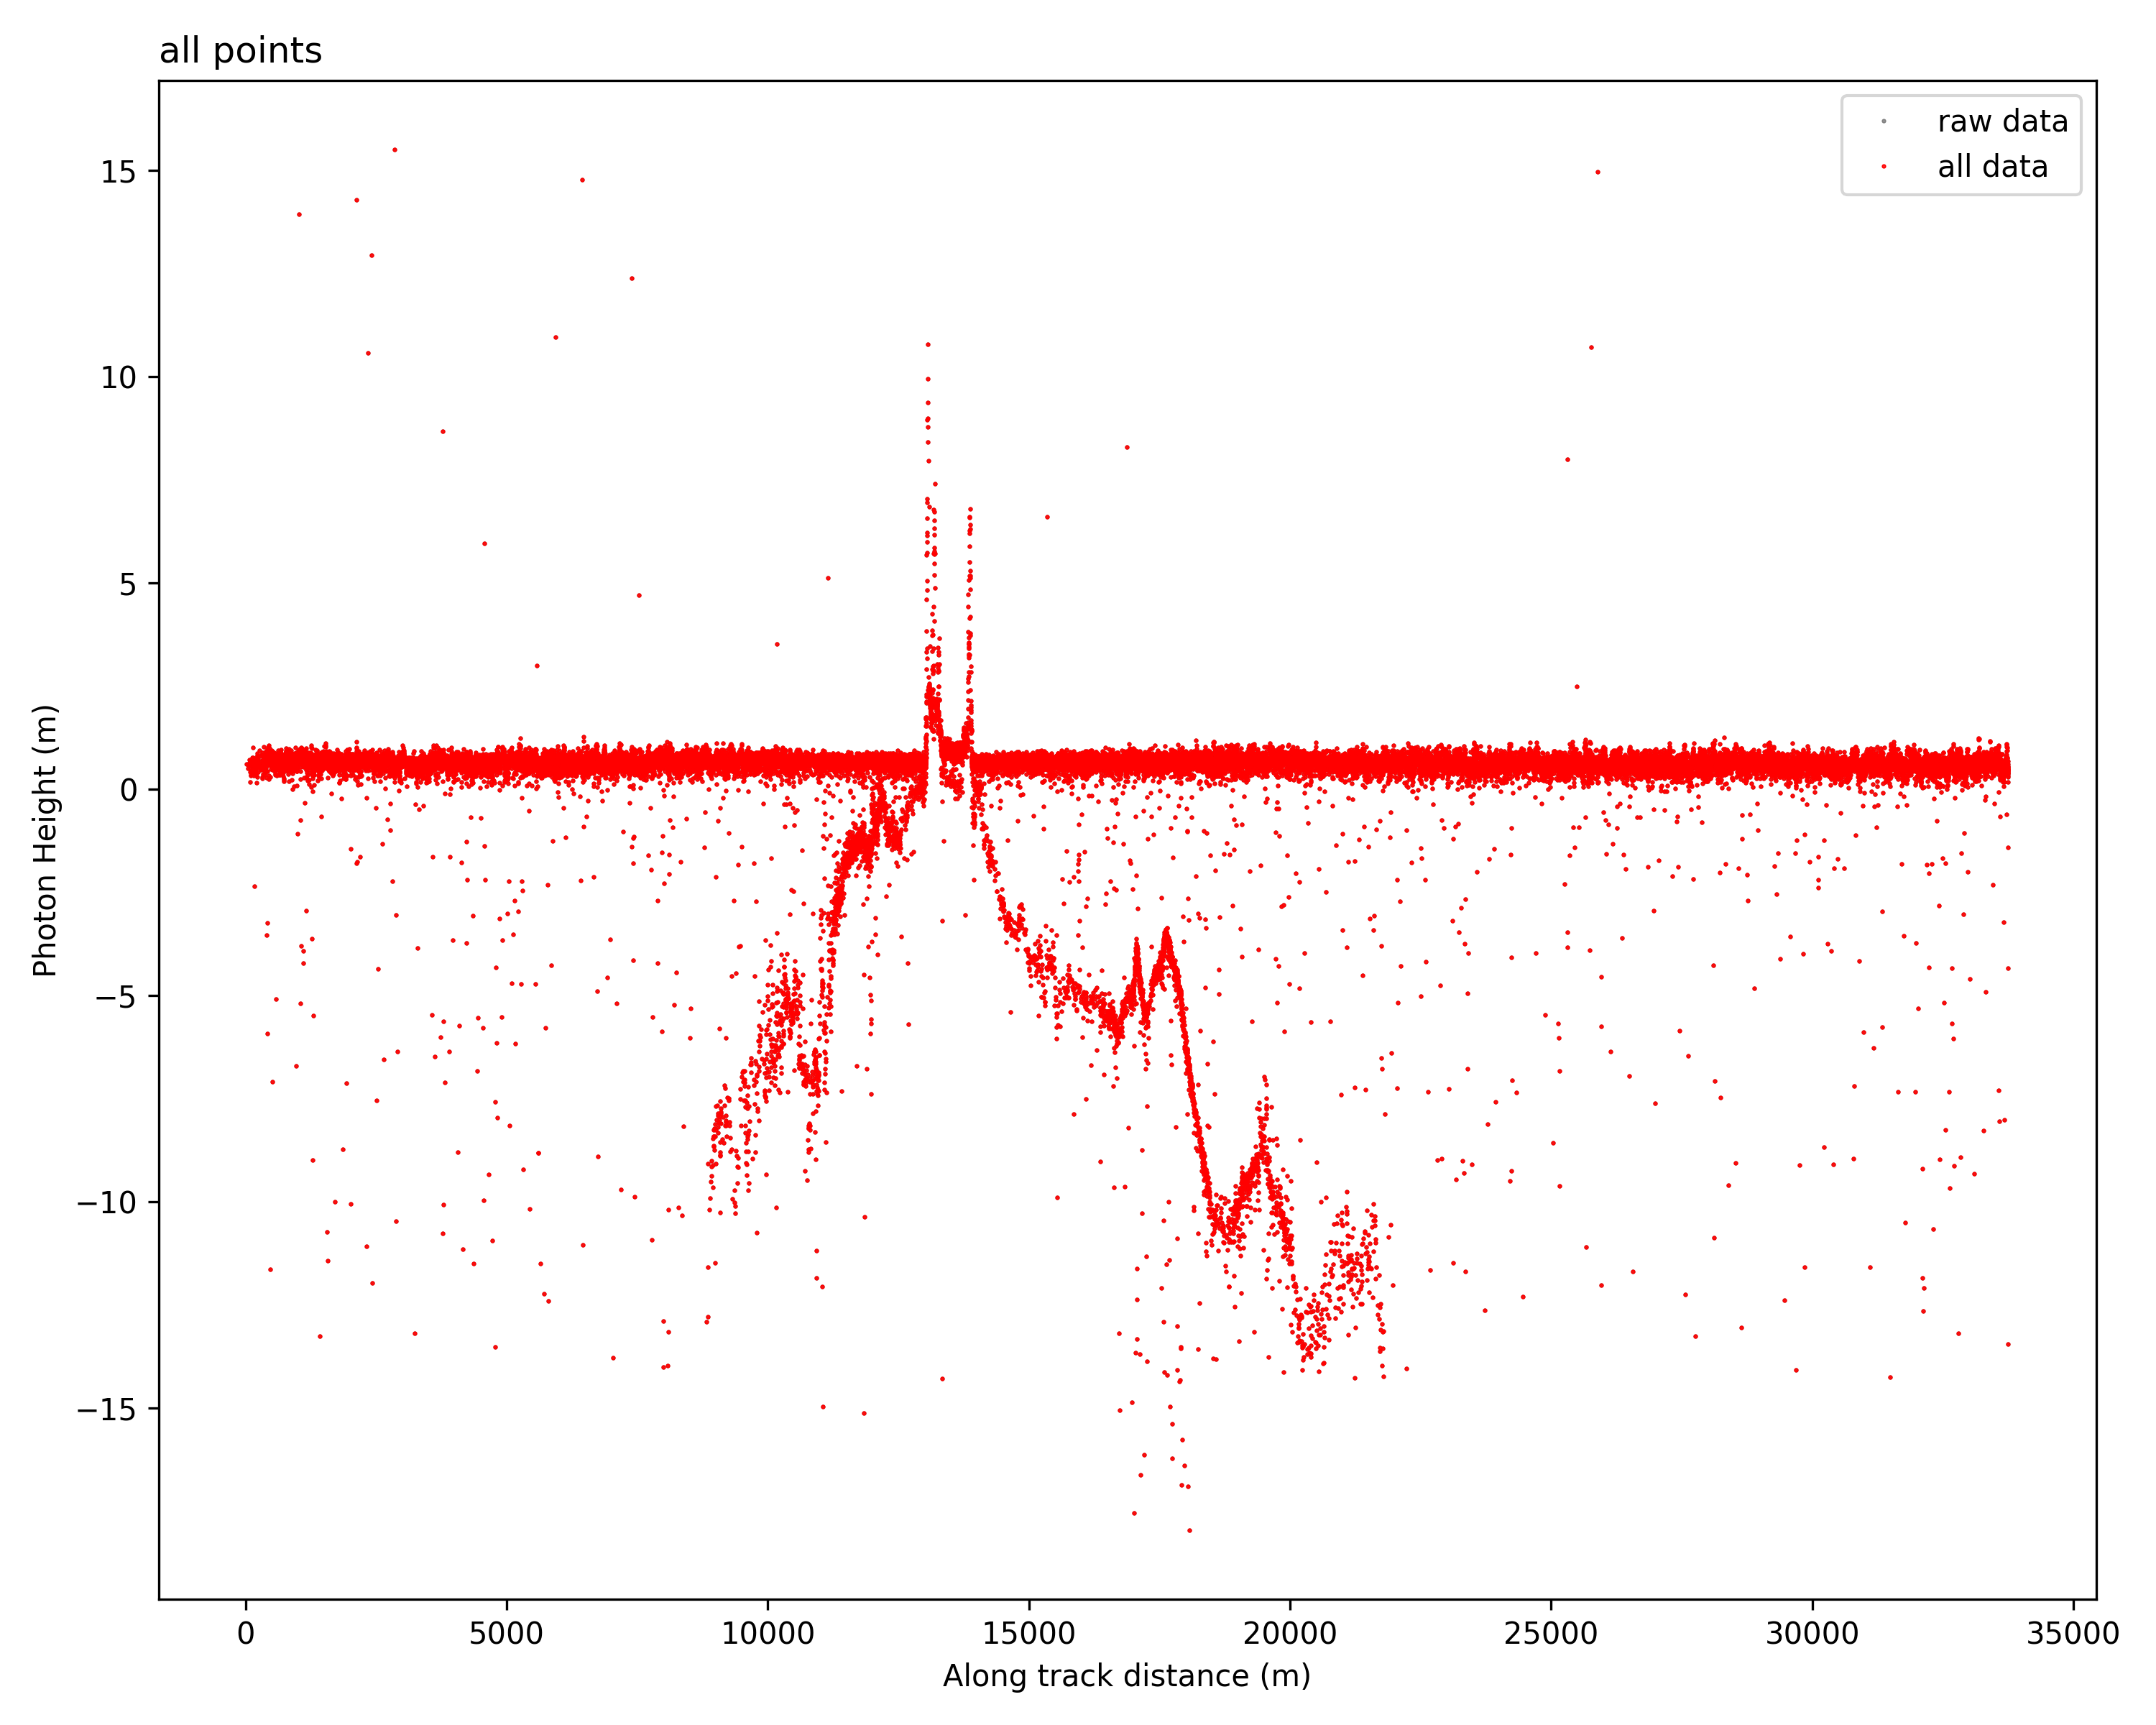 all points
raw data
all data
15
10
5
0
−5
−10
−15
Photon Height (m)
0 5000 10000 15000 20000 25000 30000 35000
Along track distance (m)